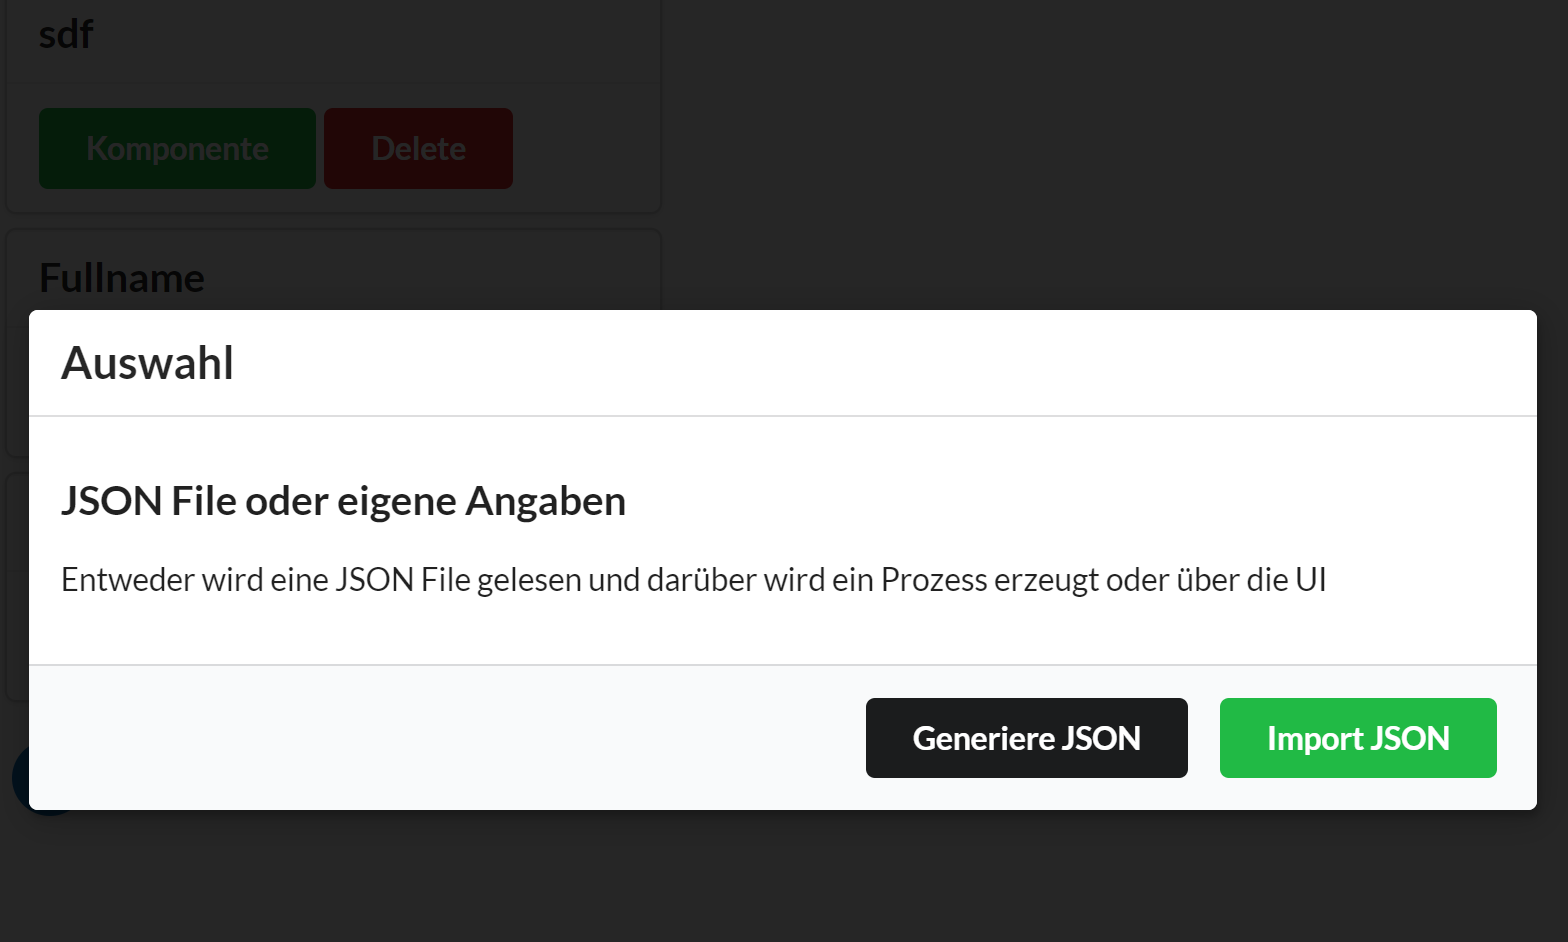 sdf
Komponente Delete
Fullname
Auswahl
JSON File oder eigene Angaben
Entweder wird eine JSON File gelesen und darüber wird ein Prozess erzeugt oder über die UI
Generiere JSON Import JSON